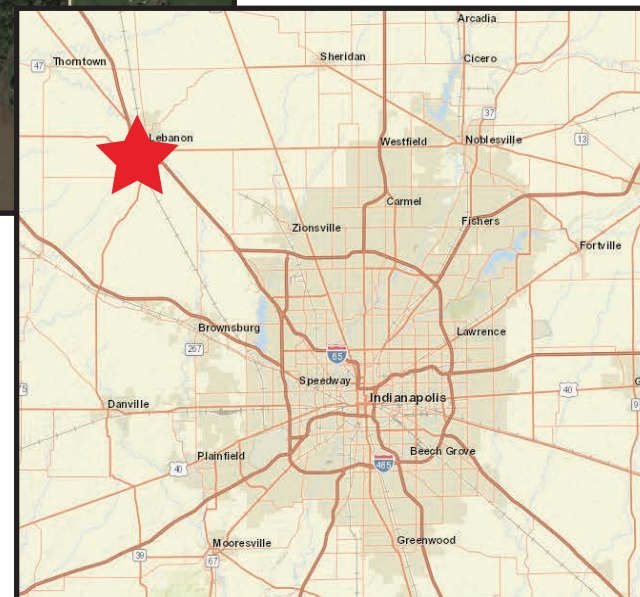 Arcadia
Sheridan
Cicero
47
Thorntown
37
Lebanon
Westfield
Noblesville
13
Carmel
Fishers
Zionsville
Fortville
Brownsburg
Lawrence
267
65
Speedway
Indianapolis
40
Danville
9
Beech Grove
Plainfield
465
40
Mooresville
Greenwood
39
67